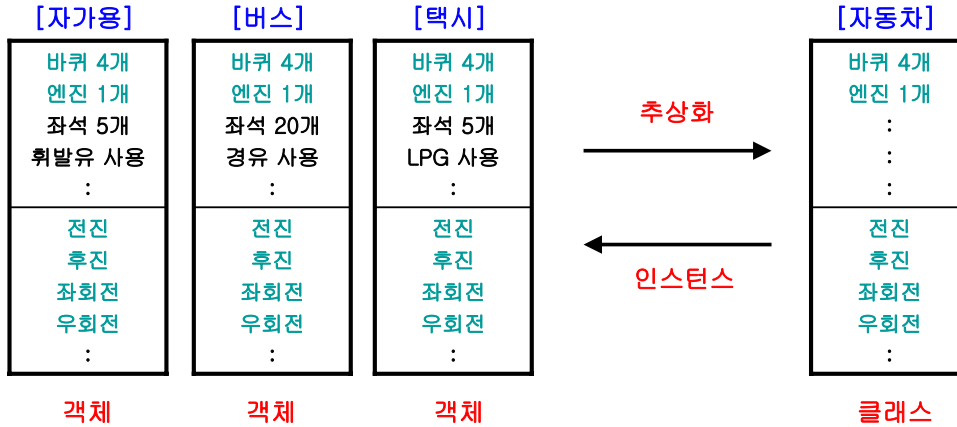 [자가용]
바퀴 4개
엔진 1개
좌석 5개
휘발유 사용
:
전진
후진
좌회전
우회전
:
객체
[버스]
바퀴 4개
엔진 1개
좌석 20개
경유 사용
:
전진
후진
좌회전
우회전
:
객체
[택시]
바퀴 4개
엔진 1개
좌석 5개
LPG 사용
:
전진
후진
좌회전
우회전
:
객체
추상화
인스턴스
[자동차]
바퀴 4개
엔진 1개
:
:
:
전진
후진
좌회전
우회전
:
클래스